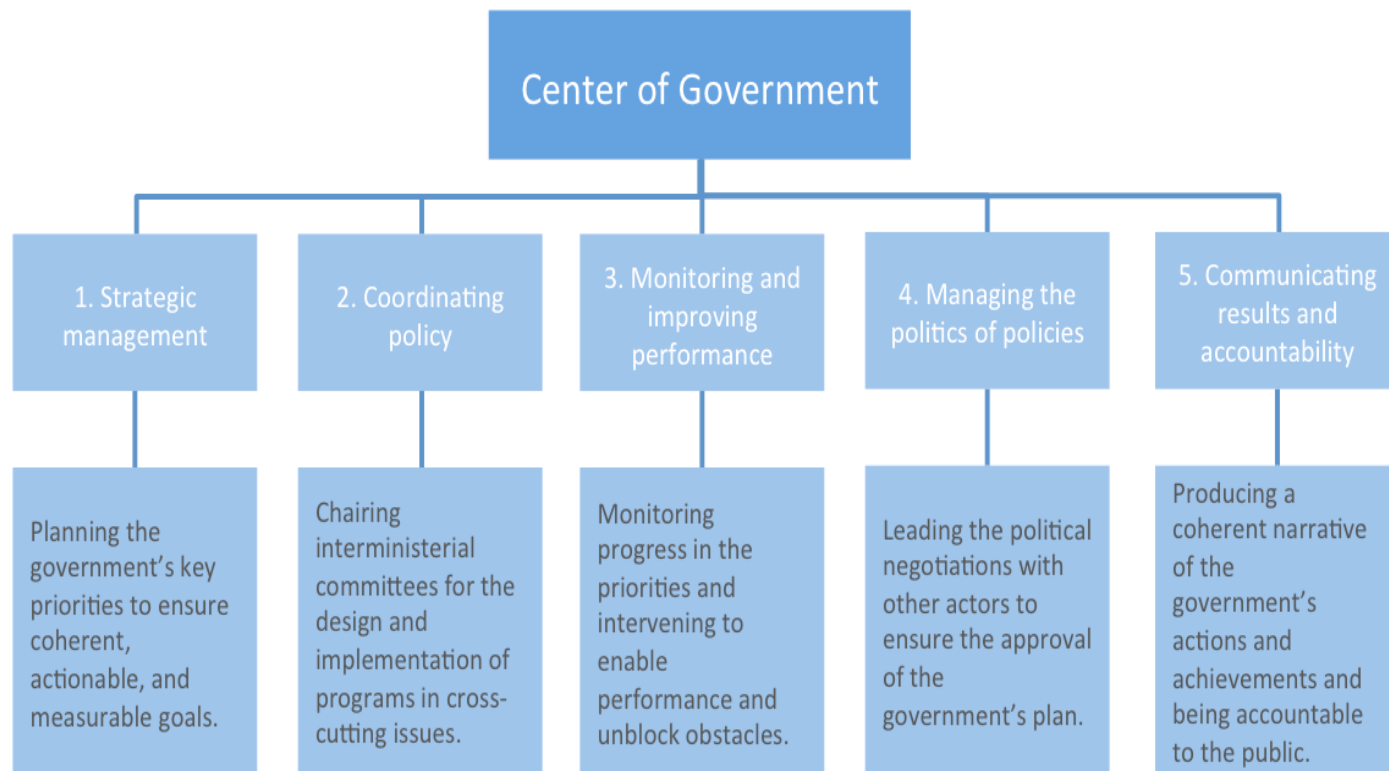 Center of Government
1. Strategic
management
2. Coordinating
policy
3. Monitoring and
improving
performance
4. Managing the
politics of policies
5. Communicating
results and
accountability
Planning the
government’s key
priorities to ensure
coherent,
actionable, and
measurable goals.
Chairing
interministerial
committees for the
design and
implementation of
programs in cross-
cutting issues.
Monitoring
progress in the
priorities and
intervening to
enable
performance and
unblock obstacles.
Leading the political
negotiations with
other actors to
ensure the approval
of the
government’s plan.
Producing a
coherent narrative
of the
government’s
actions and
achievements and
being accountable
to the public.